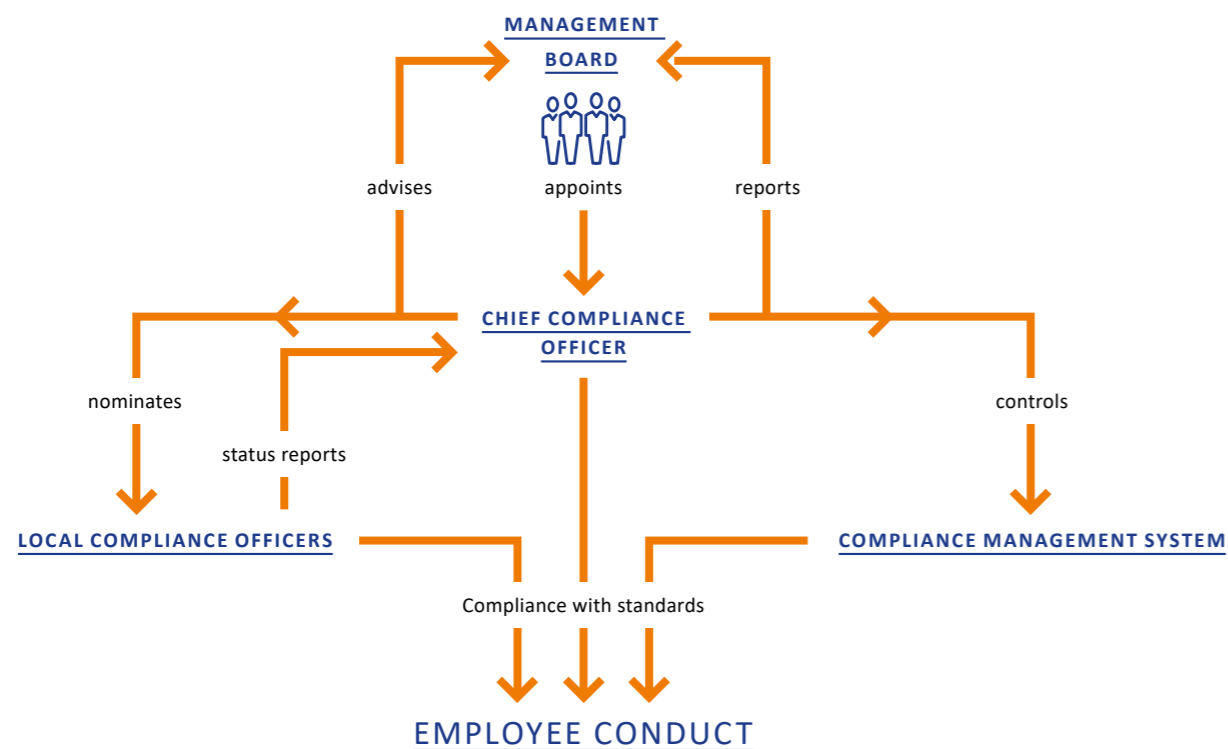 MANAGEMENT
BOARD
advises
appoints
reports
CHIEF COMPLIANCE
OFFICER
nominates
controls
status reports
LOCAL COMPLIANCE OFFICERS
COMPLIANCE MANAGEMENT SYSTEM
Compliance with standards
EMPLOYEE CONDUCT